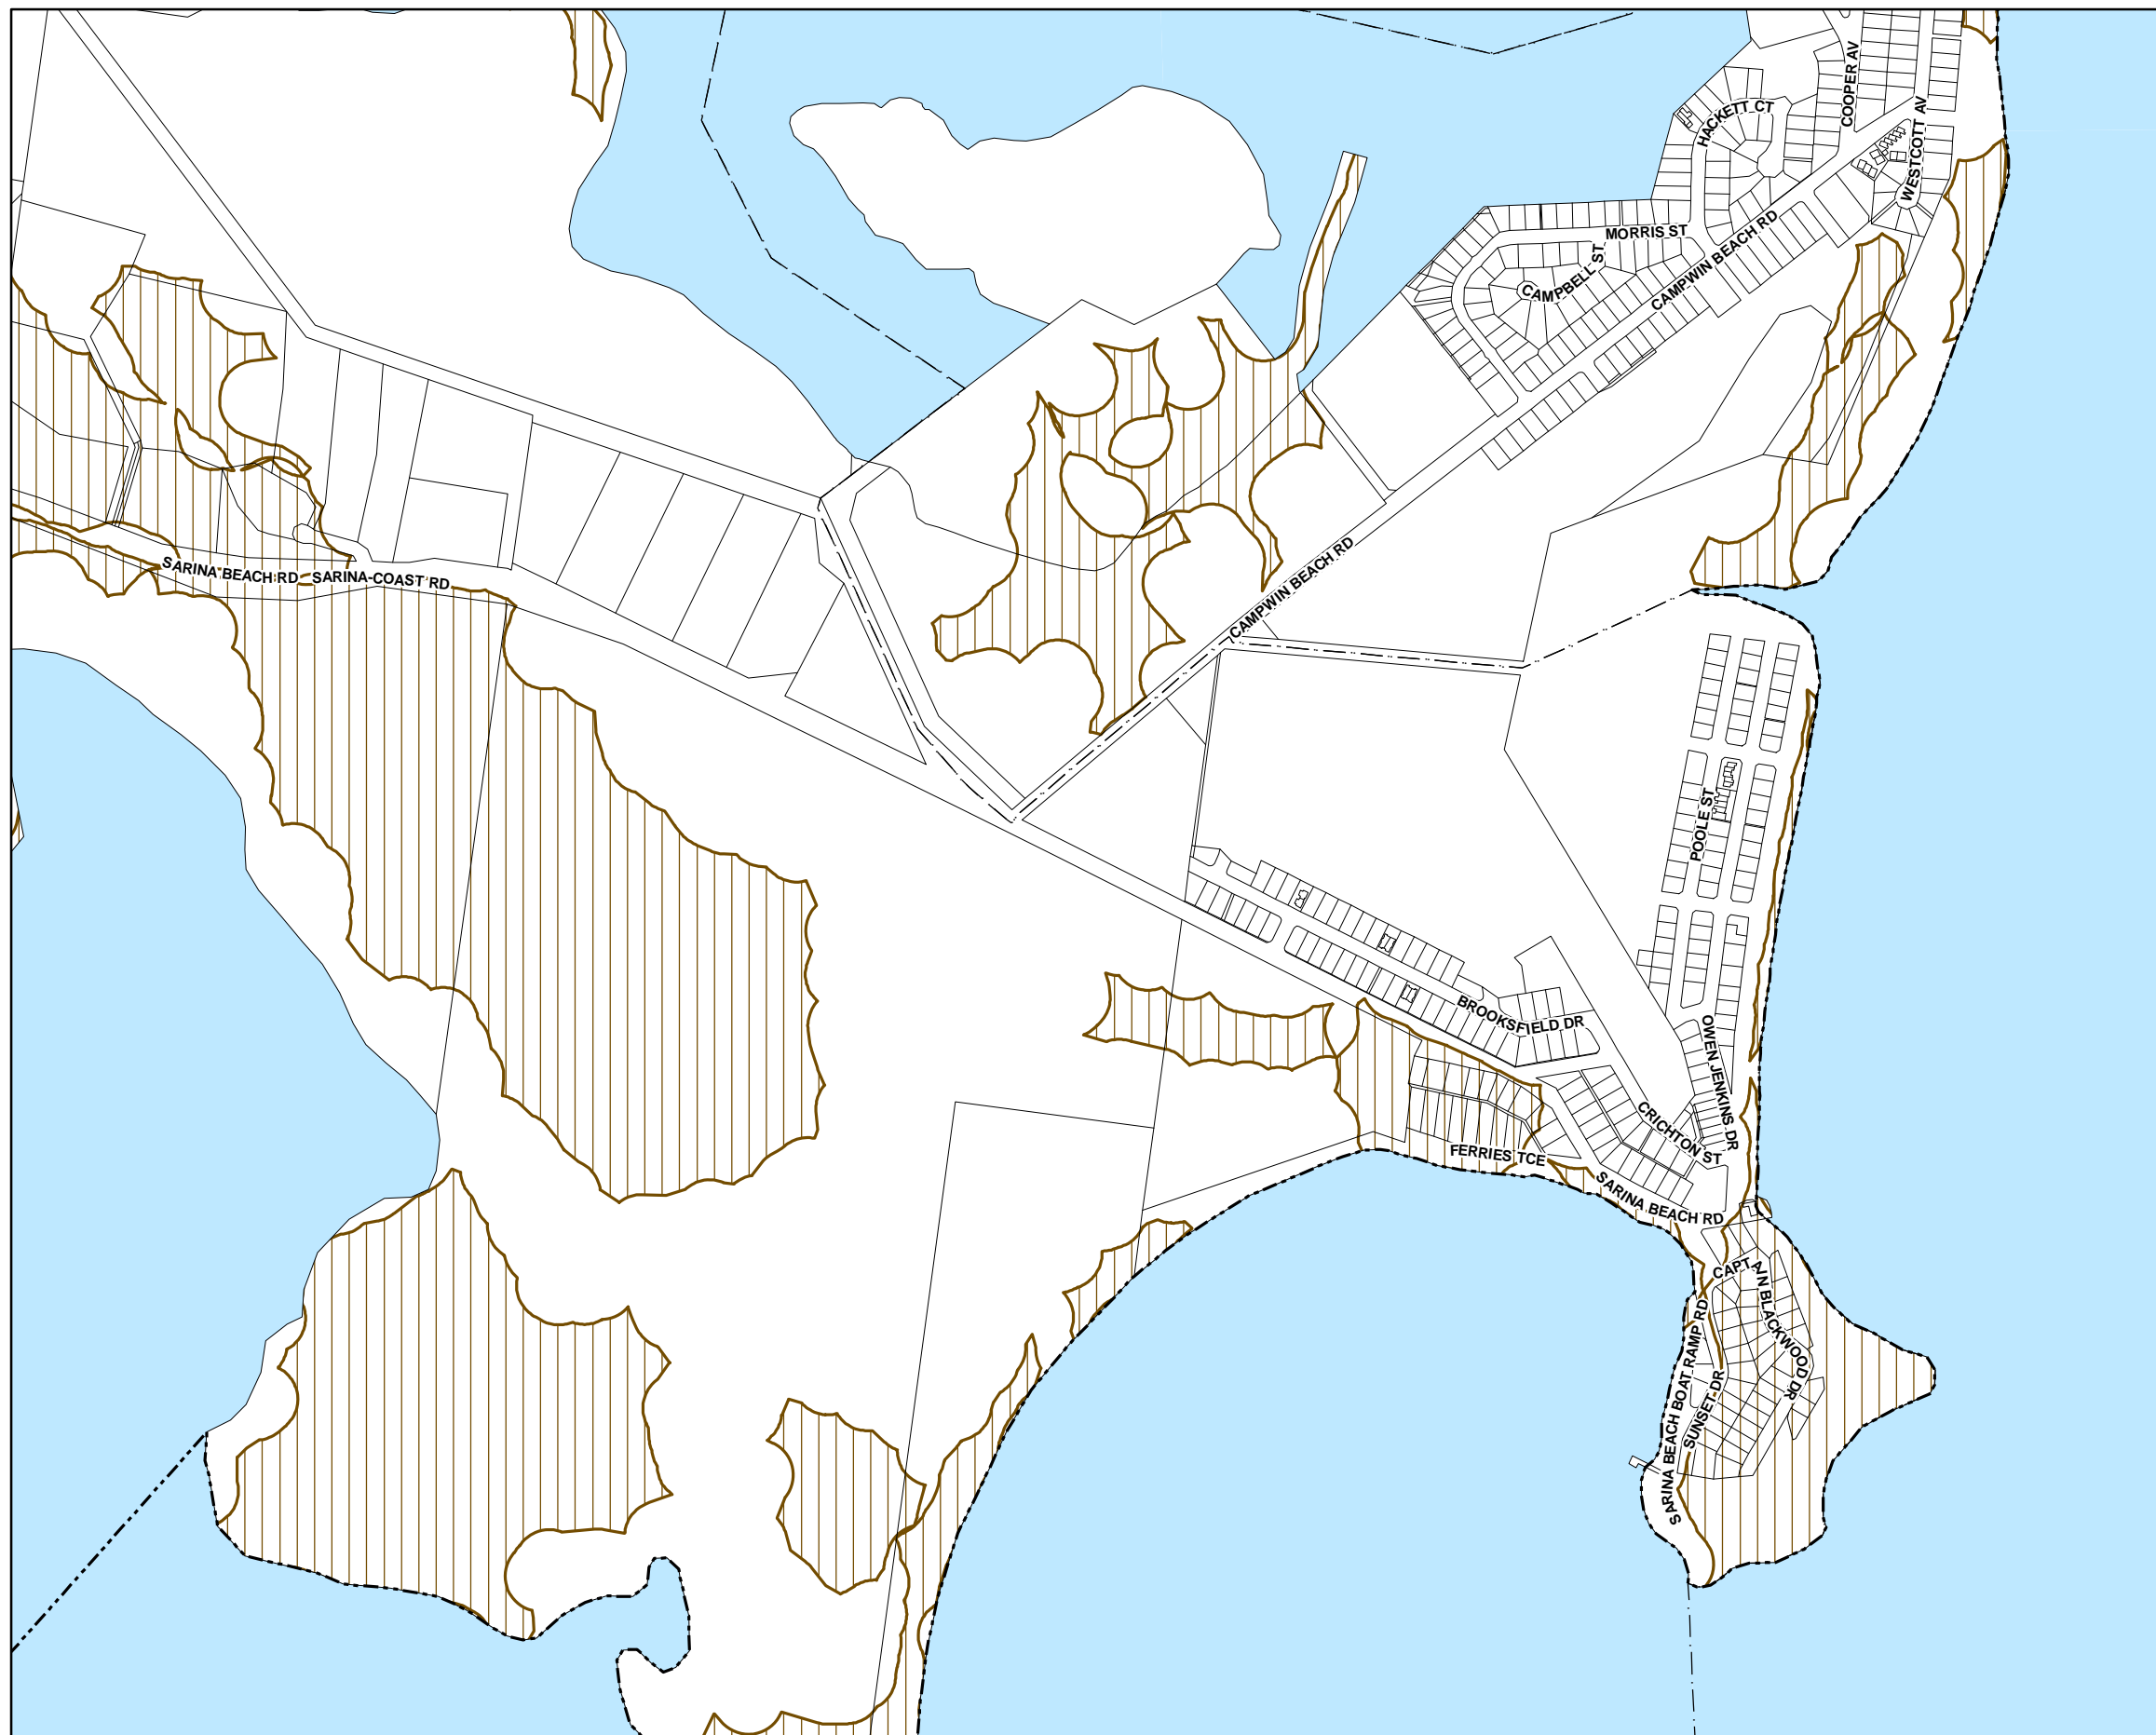 COOPER AV
HACKETT CT
WESTCOTT AV
MORRIS ST
CAMPBELL ST
CAMPWIN BEACH RD
CAMPWIN BEACH RD
SARINA BEACH RD
SARINA-COAST RD
POOLE ST
BROOKSFIELD DR
OWEN JENKINS DR
CRICHTON ST
FERRIES TCE
SARINA BEACH RD
CAPTAIN BLACKWOOD DR
SARINA BEACH BOAT RAMP RD
SUNSET DR